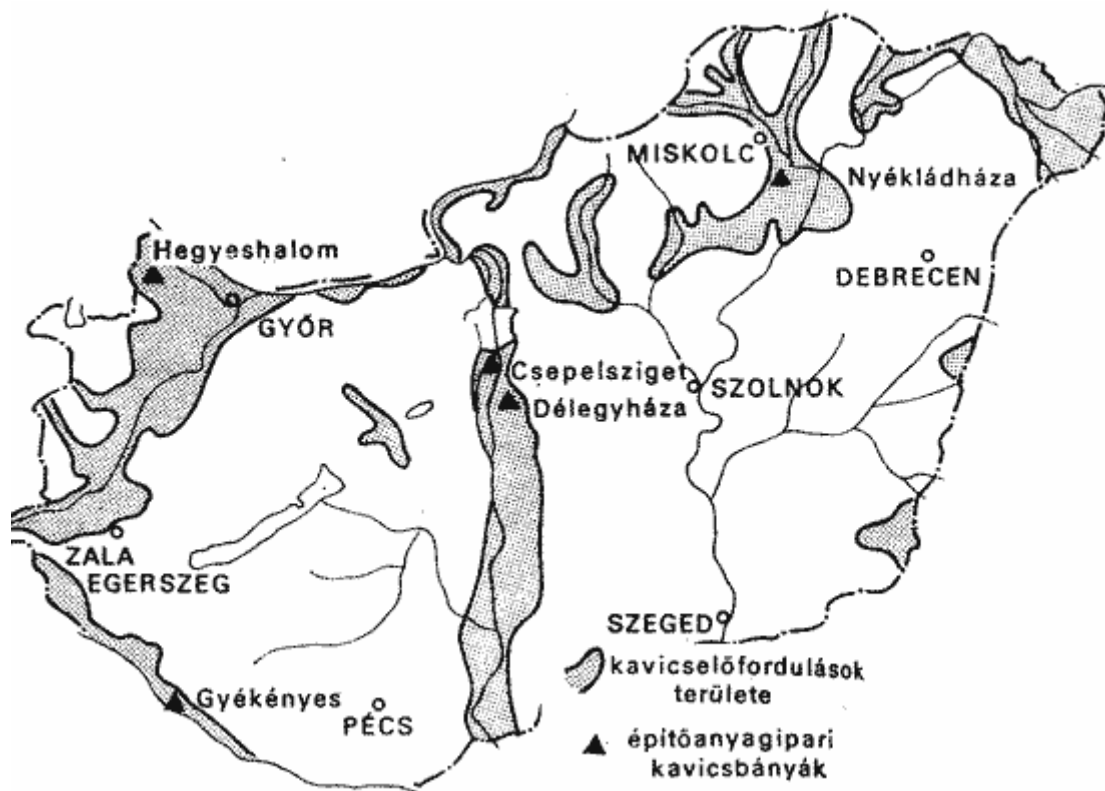 MISKOLC
Nyékládháza
Hegyeshalom
DEBRECEN
GYŐR
Csepelsziget
SZOLNOK
Délegyháza
ZALA
EGERSZEG
SZEGED
kavicselőfordulások
területe
Gyékényes
PÉCS
építőanyagipari
kavicsbányák